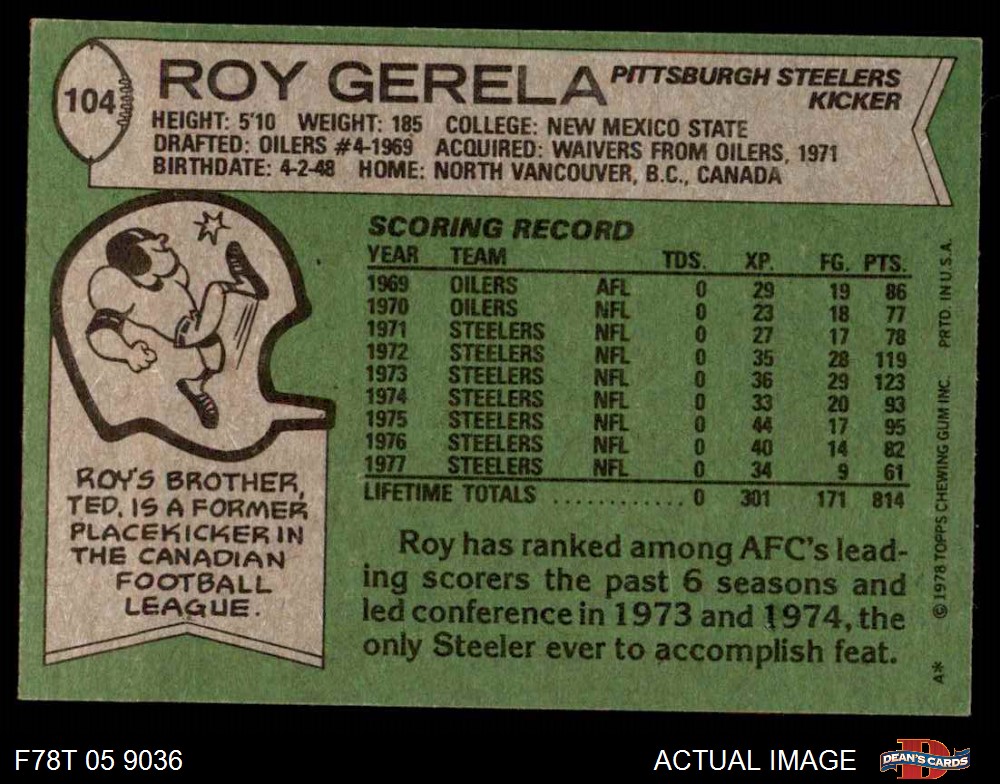 104
ROY GERELA
PITTSBURGH STEELERS
KICKER
HEIGHT: 5'10 WEIGHT: 185 COLLEGE: NEW MEXICO STATE
DRAFTED: OILERS #4-1969 ACQUIRED: WAIVERS FROM OILERS, 1971
BIRTHDATE: 4-2-48 HOME: NORTH VANCOUVER, B.C., CANADA
SCORING RECORD
YEAR TEAM TDS. XP. FG. PTS.
1969 OILERS AFL 0 29 19 86
1970 OILERS NFL 0 23 18 77
1971 STEELERS NFL 0 27 17 78
1972 STEELERS NFL 0 35 28 119
1973 STEELERS NFL 0 36 29 123
1974 STEELERS NFL 0 33 20 93
1975 STEELERS NFL 0 44 17 95
1976 STEELERS NFL 0 40 14 82
1977 STEELERS NFL 0 34 9 61
LIFETIME TOTALS ............ 0 301 171 814
ROY'S BROTHER,
TED, IS A FORMER
PLACEKICKER IN
THE CANADIAN
FOOTBALL
LEAGUE.
Roy has ranked among AFC's lead-
ing scorers the past 6 seasons and
led conference in 1973 and 1974, the
only Steeler ever to accomplish feat.
A* © 1978 TOPPS CHEWING GUM INC. PRTD. IN U.S.A.
F78T 05 9036
ACTUAL IMAGE
DEAN'S CARDS